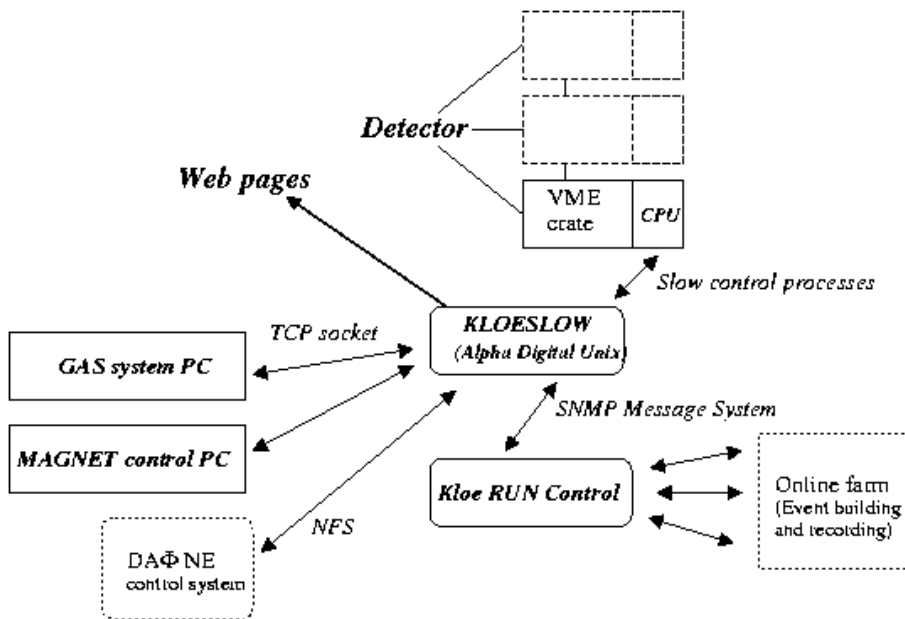 Detector
Web pages
VME
crate
CPU
Slow control processes
KLOESLOW
(Alpha Digital Unix)
TCP socket
GAS system PC
SNMP Message System
MAGNET control PC
Kloe RUN Control
Online farm
(Event building
and recording)
NFS
DAΦNE
control system